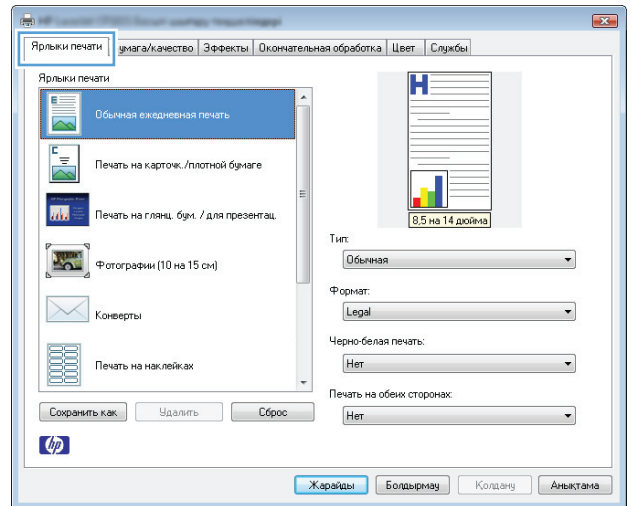 Ярлыки печати
умага/качество
Эффекты
Окончательная обработка
Цвет
Службы
Ярлыки печати
Обычная ежедневная печать
Печать на карточк./плотной бумаге
Печать на глянц. бум. / для презентац.
Фотографии (10 на 15 см)
Конверты
Печать на наклейках
Сохранить как
Удалить
Сброс
8,5 на 14 дюйма
Тип:
Обычная
Формат:
Legal
Черно-белая печать:
Нет
Печать на обеих сторонах:
Нет
hp
Жарайды
Болдырмау
Колдану
Аныктама